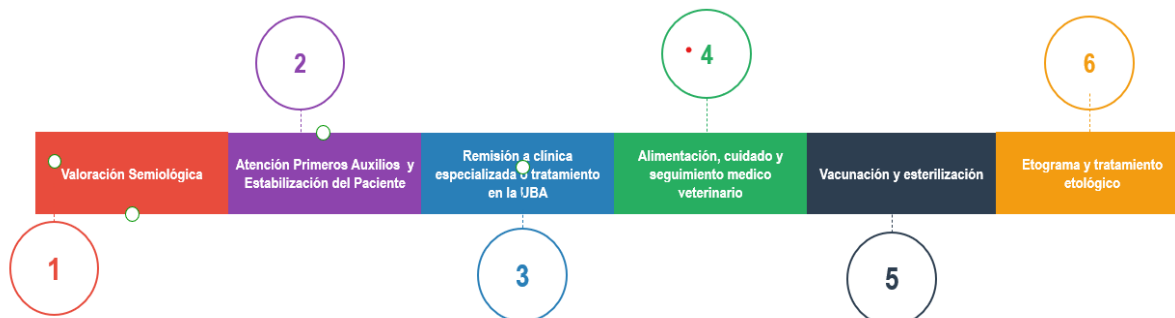 2
4
6
Valoración Semiológica
Atención Primeros Auxilios y
Estabilización del Paciente
Remisión a clínica
especializada o tratamiento
en la UBA
Alimentación, cuidado y
seguimiento medico
veterinario
Vacunación y esterilización
Etograma y tratamiento
etológico
1
3
5